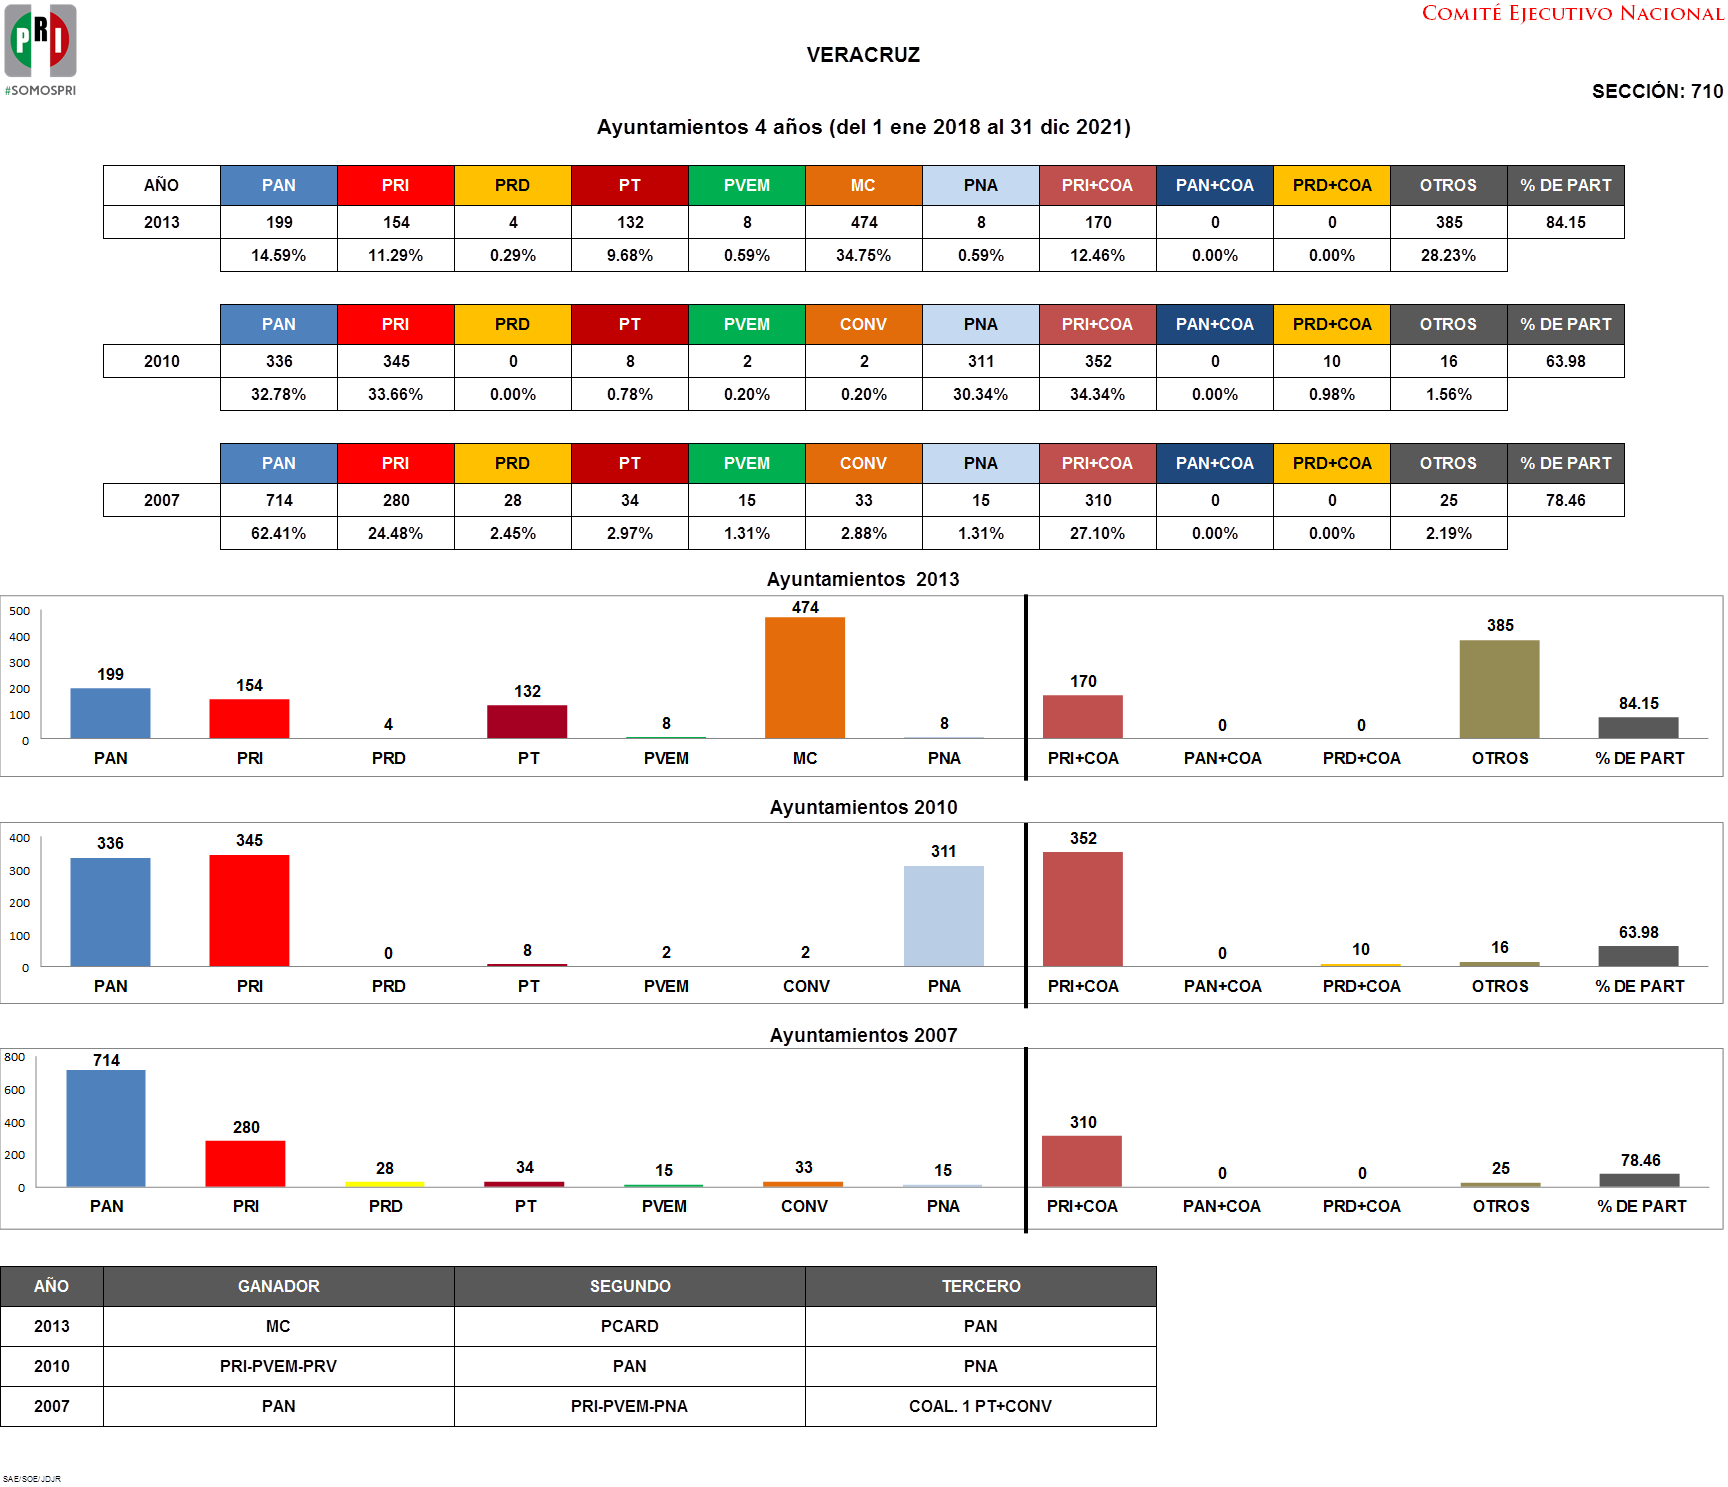 COMITÉ EJECUTIVO NACIONAL
PRI
#SOMOSPRI
VERACRUZ
SECCIÓN: 710
Ayuntamientos 4 años (del 1 ene 2018 al 31 dic 2021)
AÑO PAN PRI PRD PT PVEM MC PNA PRI+COA PAN+COA PRD+COA OTROS % DE PART
2013 199 154 4 132 8 474 8 170 0 0 385 84.15
14.59% 11.29% 0.29% 9.68% 0.59% 34.75% 0.59% 12.46% 0.00% 0.00% 28.23%
PAN PRI PRD PT PVEM CONV PNA PRI+COA PAN+COA PRD+COA OTROS % DE PART
2010 336 345 0 8 2 2 311 352 0 10 16 63.98
32.78% 33.66% 0.00% 0.78% 0.20% 0.20% 30.34% 34.34% 0.00% 0.98% 1.56%
PAN PRI PRD PT PVEM CONV PNA PRI+COA PAN+COA PRD+COA OTROS % DE PART
2007 714 280 28 34 15 33 15 310 0 0 25 78.46
62.41% 24.48% 2.45% 2.97% 1.31% 2.88% 1.31% 27.10% 0.00% 0.00% 2.19%
Ayuntamientos 2013
500
400
300
200
100
0
199 154 4 132 8 474 8 170 0 0 385 84.15
PAN PRI PRD PT PVEM MC PNA PRI+COA PAN+COA PRD+COA OTROS % DE PART
Ayuntamientos 2010
400
300
200
100
0
336 345 0 8 2 2 311 352 0 10 16 63.98
PAN PRI PRD PT PVEM CONV PNA PRI+COA PAN+COA PRD+COA OTROS % DE PART
Ayuntamientos 2007
800
600
400
200
0
714 280 28 34 15 33 15 310 0 0 25 78.46
PAN PRI PRD PT PVEM CONV PNA PRI+COA PAN+COA PRD+COA OTROS % DE PART
AÑO GANADOR SEGUNDO TERCERO
2013 MC PCARD PAN
2010 PRI-PVEM-PRV PAN PNA
2007 PAN PRI-PVEM-PNA COAL. 1 PT+CONV
SAE/SOE/JDJR